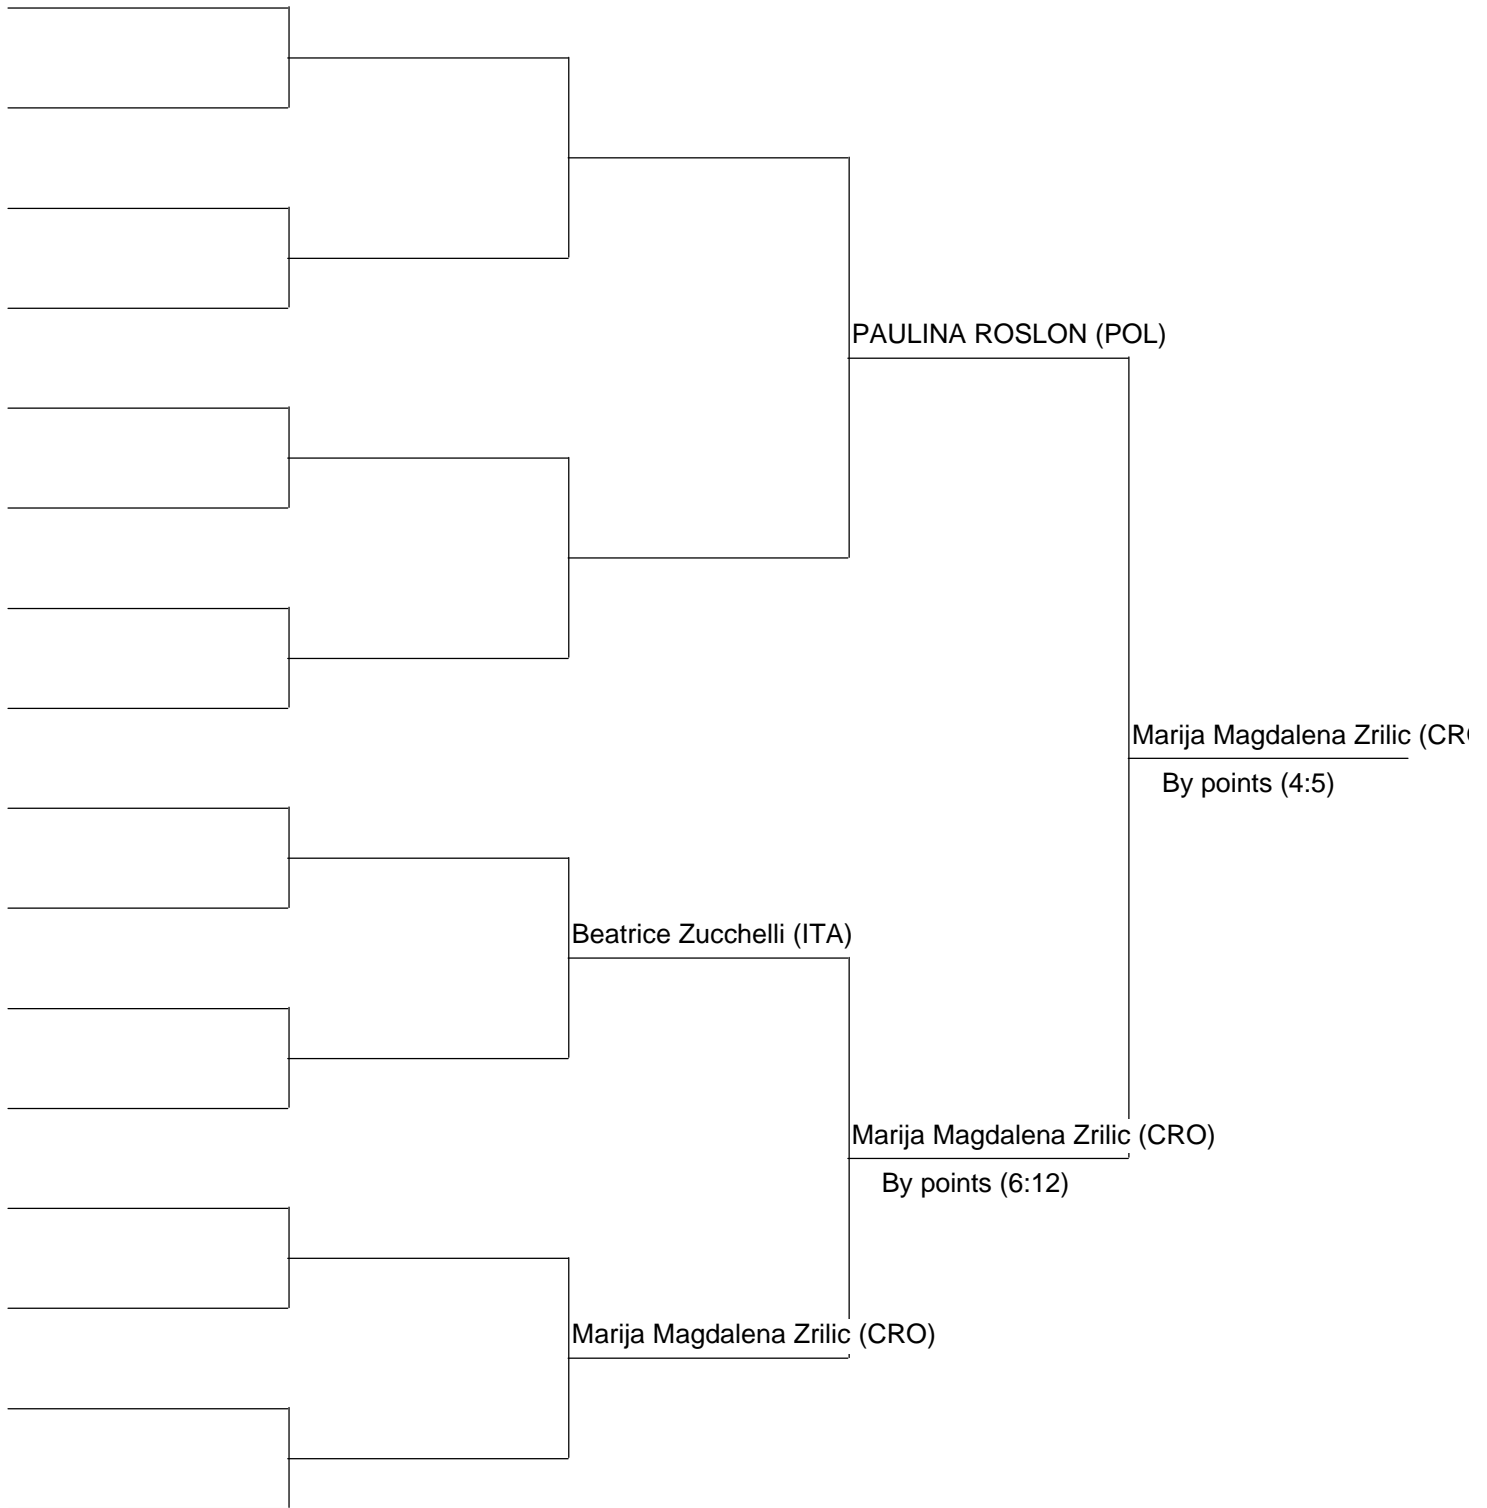 PAULINA ROSLON (POL)
Marija Magdalena Zrilic (CR
By points (4:5)
Beatrice Zucchelli (ITA)
Marija Magdalena Zrilic (CRO)
By points (6:12)
Marija Magdalena Zrilic (CRO)